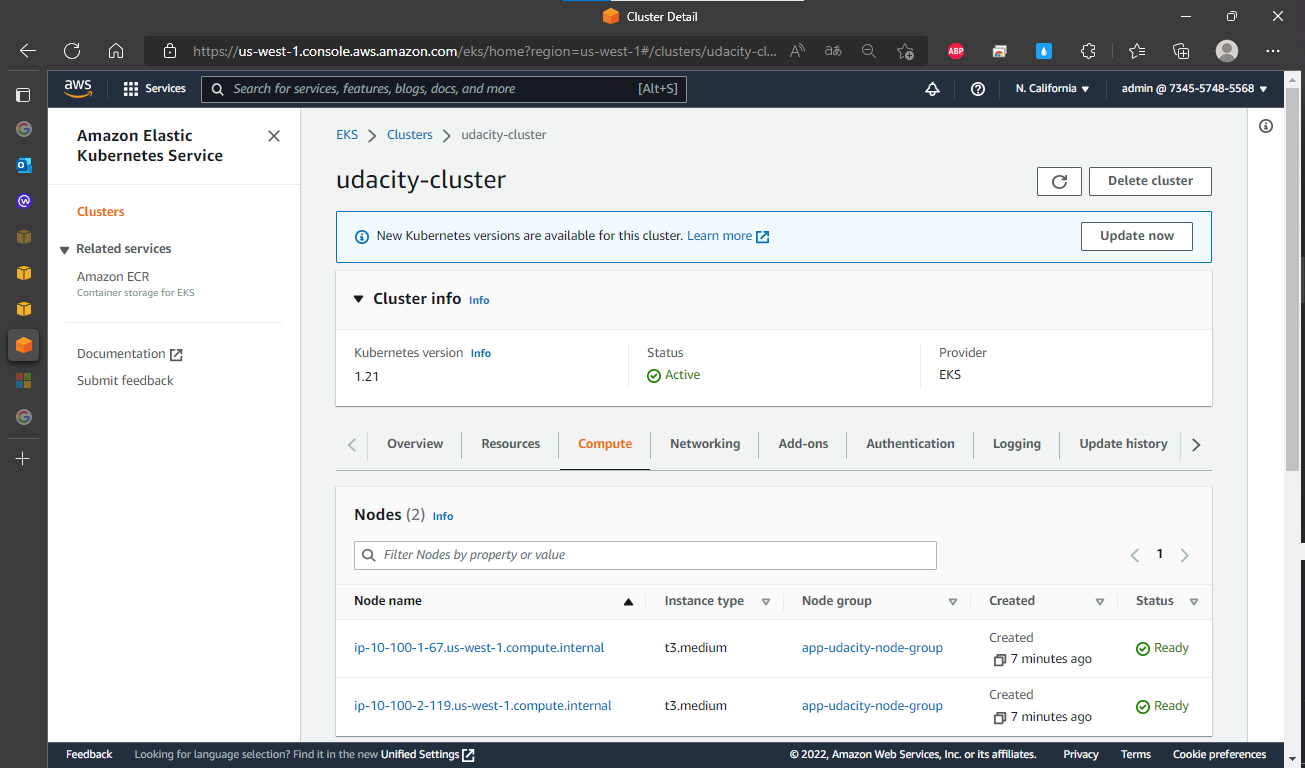 Cluster Detail
https://us-west-1.console.aws.amazon.com/eks/home?region=us-west-1#/clusters/udacity-cl...
ABP
aws
Services
Search for services, features, blogs, docs, and more
[Alt+S]
N. California
admin @ 7345-5748-5568
Amazon Elastic
Kubernetes Service
Clusters
Related services
Amazon ECR
Container storage for EKS
Documentation
Submit feedback
EKS
Clusters
udacity-cluster
udacity-cluster
Delete cluster
New Kubernetes versions are available for this cluster. Learn more
Update now
Cluster info Info
Kubernetes version Info
1.21
Status
Active
Provider
EKS
Overview
Resources
Compute
Networking
Add-ons
Authentication
Logging
Update history
Nodes (2) Info
Filter Nodes by property or value
1
Node name
Instance type
Node group
Created
Status
ip-10-100-1-67.us-west-1.compute.internal
t3.medium
app-udacity-node-group
Created
7 minutes ago
Ready
ip-10-100-2-119.us-west-1.compute.internal
t3.medium
app-udacity-node-group
Created
7 minutes ago
Ready
Feedback
Looking for language selection? Find it in the new Unified Settings
© 2022, Amazon Web Services, Inc. or its affiliates.
Privacy
Terms
Cookie preferences